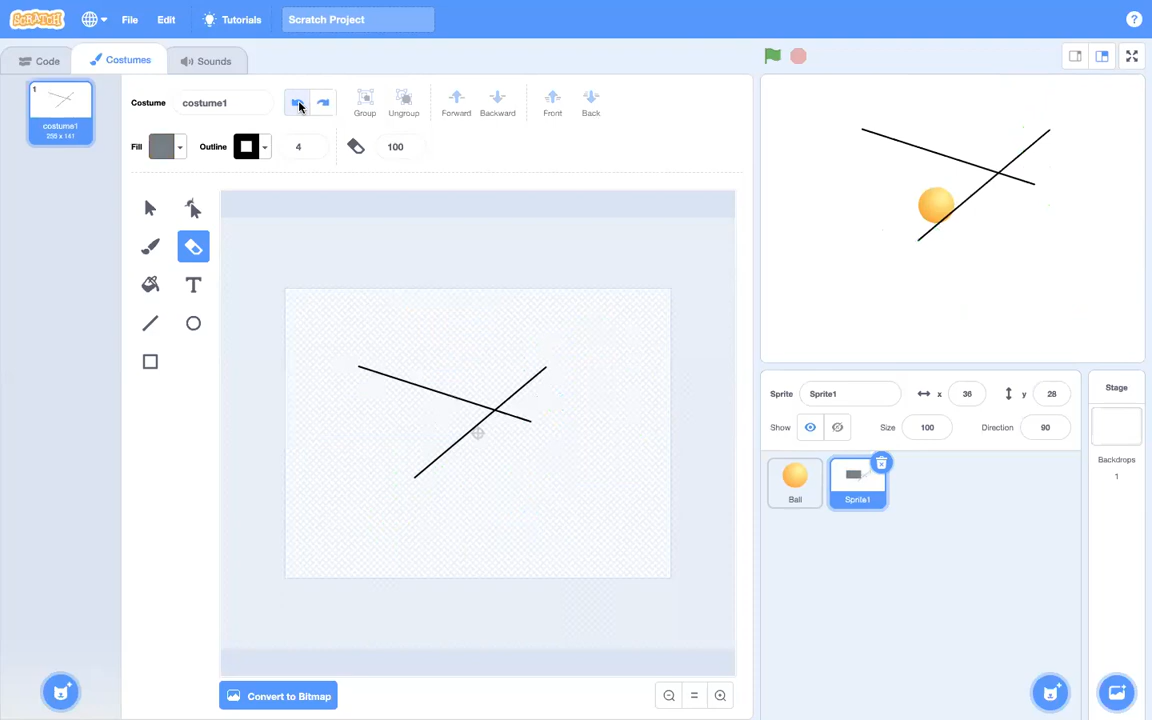 SCRATCH
File
Edit
Tutorials
Scratch Project
?
Code
Costumes
Sounds
1
costume1
255 x 141
Costume
costume1
Group
Ungroup
Forward
Backward
Front
Back
Fill
Outline
4
100
T
Convert to Bitmap
Sprite
Sprite1
x
36
y
28
Show
Size
100
Direction
90
Ball
Sprite1
Stage
Backdrops
1